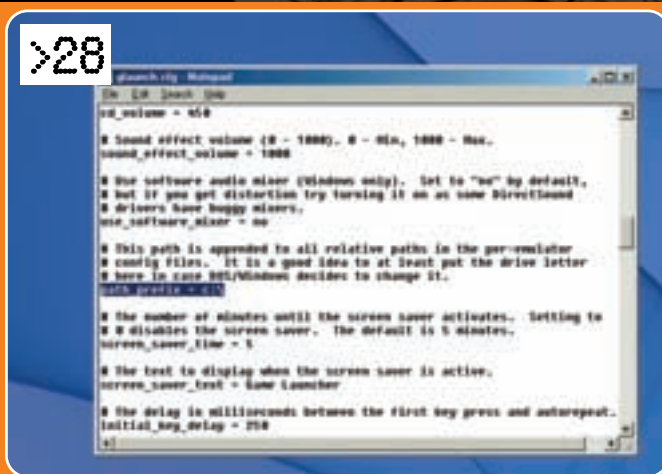 >28
glaunch.cfg - Notepad
File Edit Search Help
cd_volume = 450
# Sound effect volume (0 - 1000). 0 - Min, 1000 - Max.
sound_effect_volume = 1000
# Use software audio mixer (Windows only). Set to "no" by default,
# but if you get distortion try turning it on as some DirectSound
# drivers have buggy mixers.
use_software_mixer = no
# This path is appended to all relative paths in the per-emulator
# config files. It is a good idea to at least put the drive letter
# here in case DOS/Windows decides to change it.
path_prefix = c:\
# The number of minutes until the screen saver activates. Setting to
# 0 disables the screen saver. The default is 5 minutes.
screen_saver_time = 5
# The text to display when the screen saver is active.
screen_saver_text = Game Launcher
# The delay in milliseconds between the first key press and autorepeat.
initial_key_delay = 250